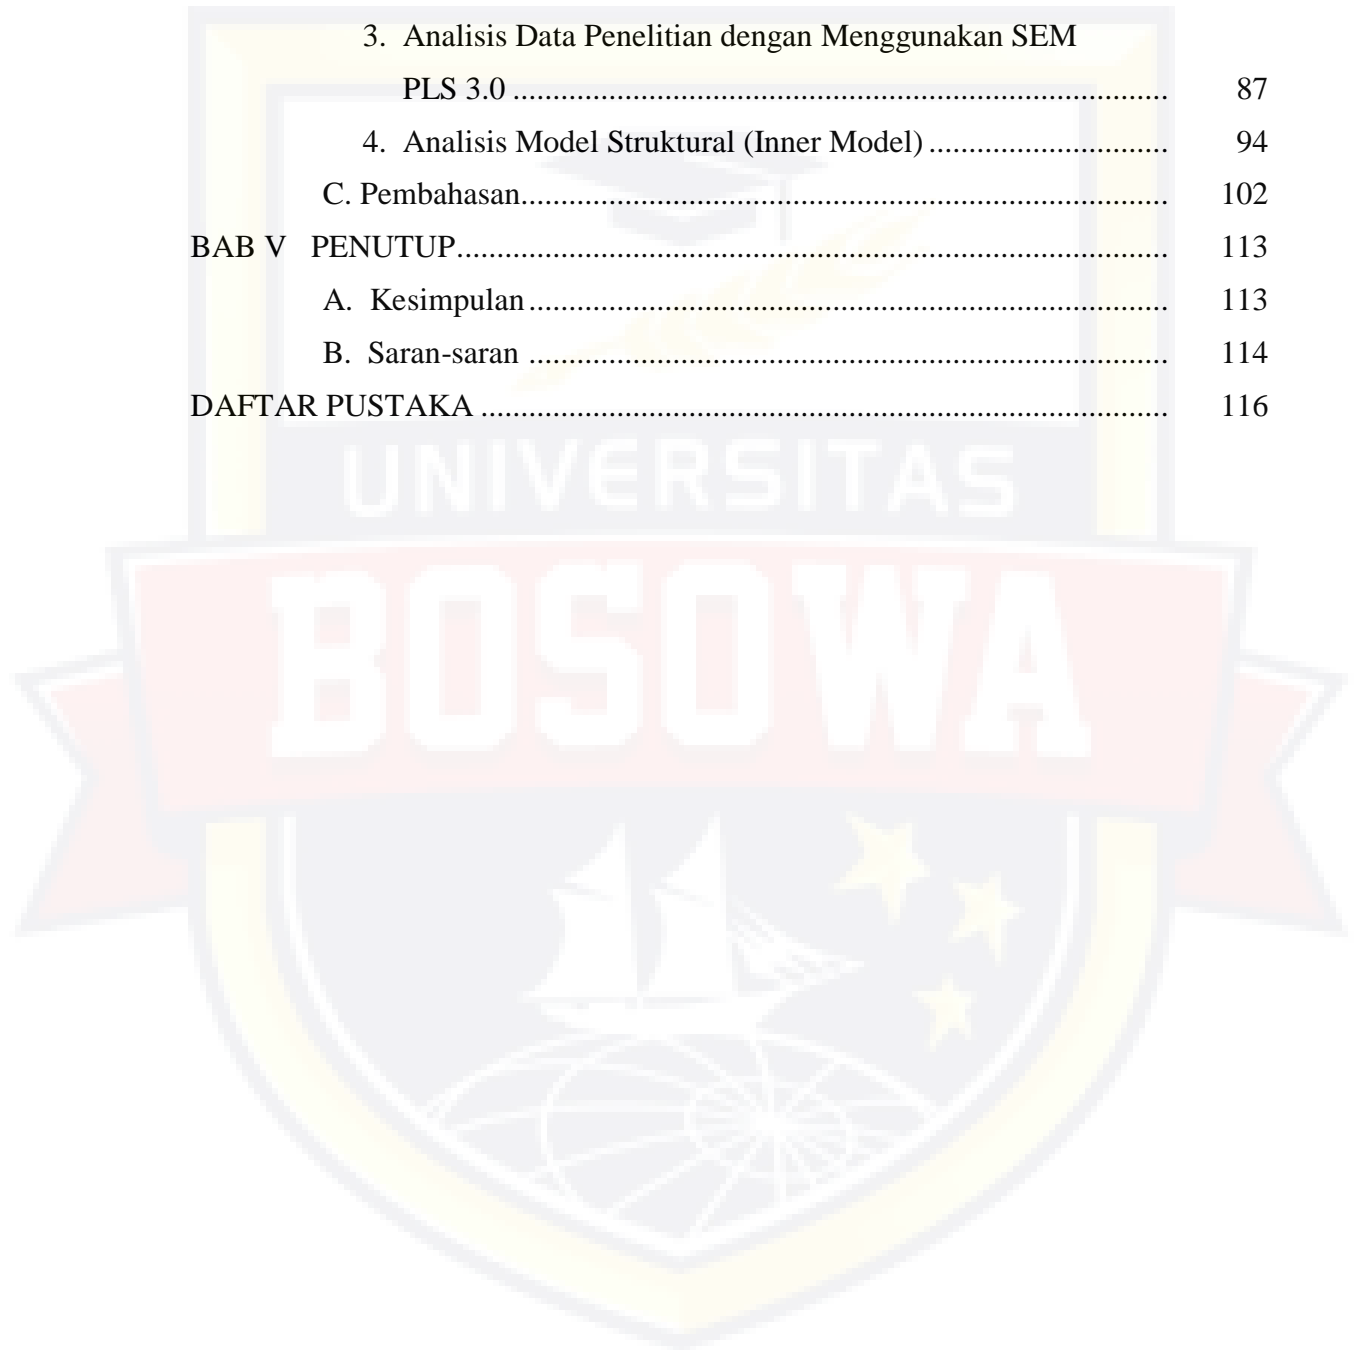 3. Analisis Data Penelitian dengan Menggunakan SEM
PLS 3.0 ................................................................................. 87
4. Analisis Model Struktural (Inner Model) ............................. 94
C. Pembahasan................................................................................ 102
BAB V PENUTUP....................................................................................... 113
A. Kesimpulan ............................................................................... 113
B. Saran-saran ............................................................................... 114
DAFTAR PUSTAKA .................................................................................... 116
UNIVERSITAS
BOSOWA